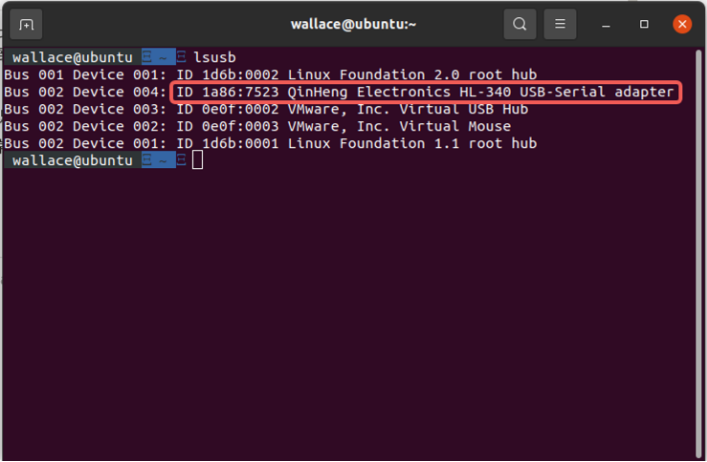 wallace@ubuntu:~
wallace@ubuntu ~ lsusb
Bus 001 Device 001: ID 1d6b:0002 Linux Foundation 2.0 root hub
Bus 002 Device 004: ID 1a86:7523 QinHeng Electronics HL-340 USB-Serial adapter
Bus 002 Device 003: ID 0e0f:0002 VMware, Inc. Virtual USB Hub
Bus 002 Device 002: ID 0e0f:0003 VMware, Inc. Virtual Mouse
Bus 002 Device 001: ID 1d6b:0001 Linux Foundation 1.1 root hub
wallace@ubuntu ~